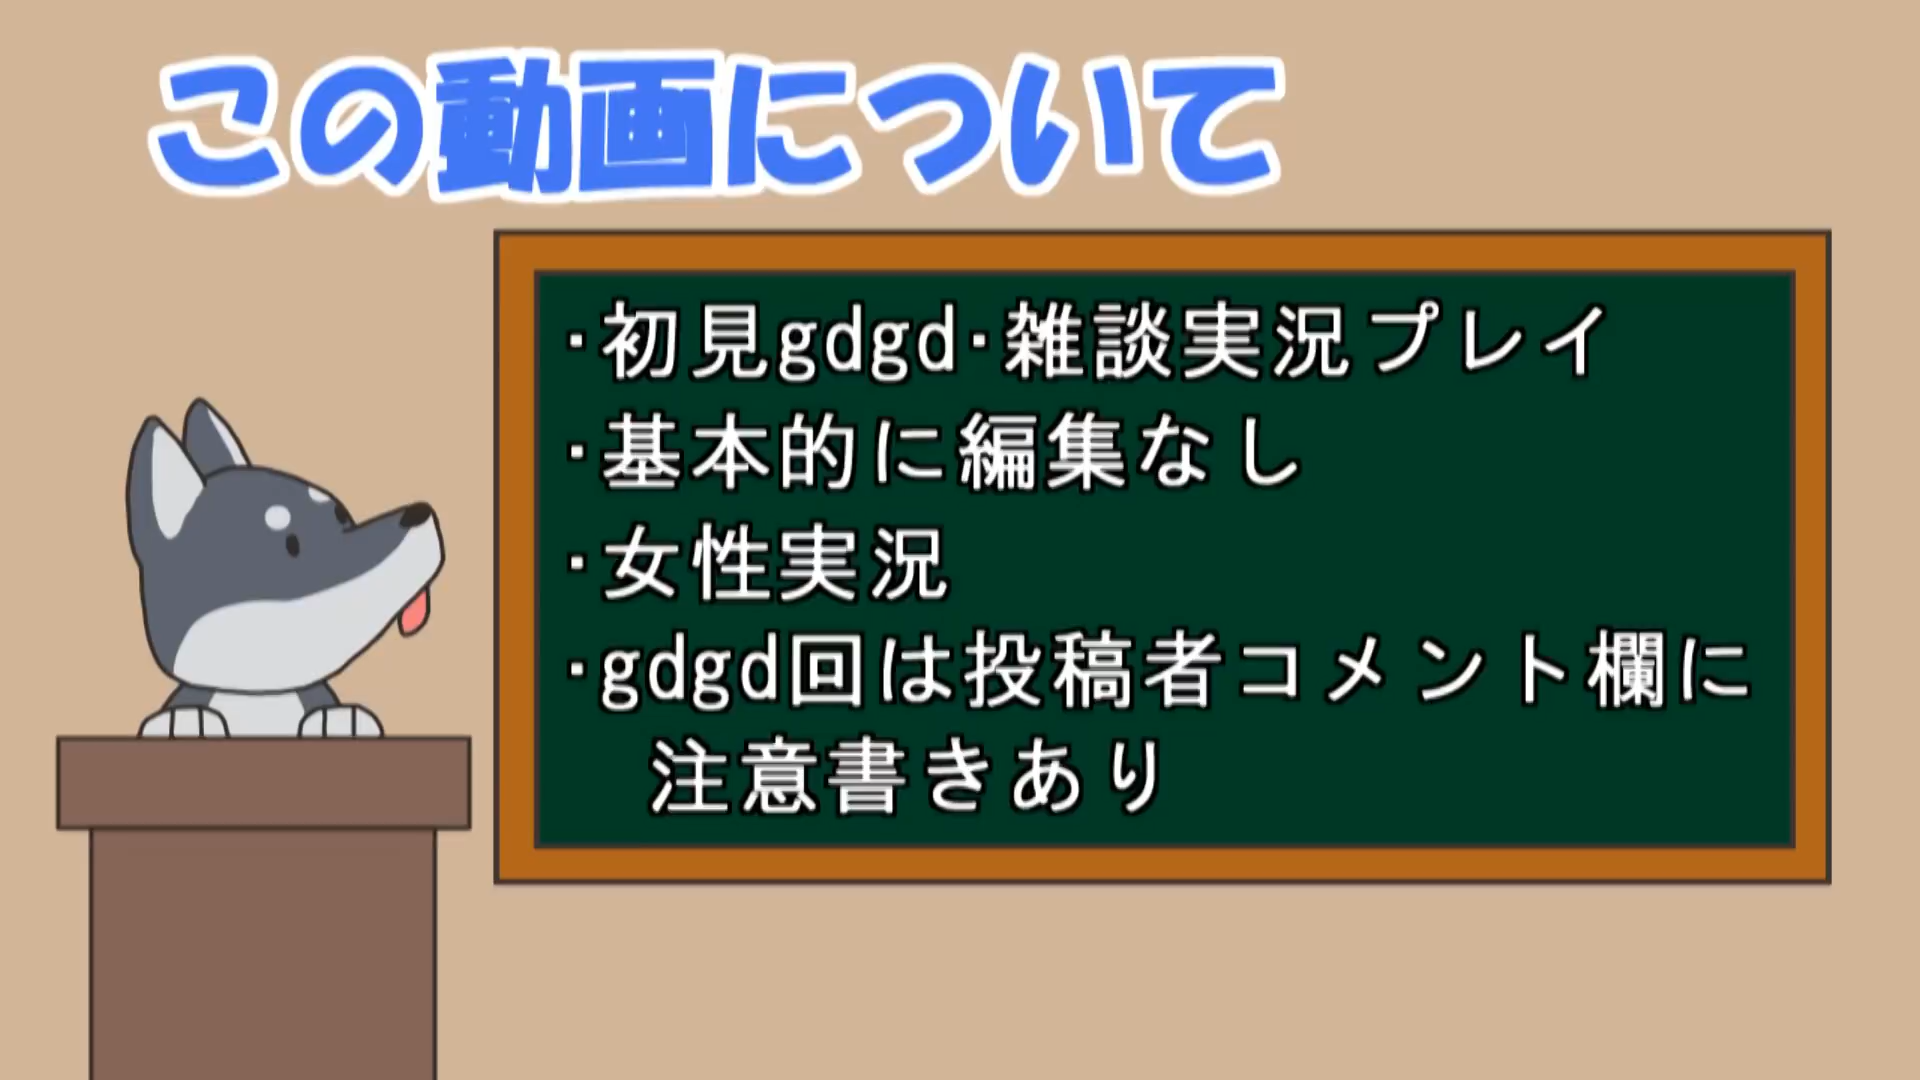 この動画について
・初見gdgd・雑談実況プレイ
・基本的に編集なし
・女性実況
・gdgd回は投稿者コメント欄に
注意書きあり